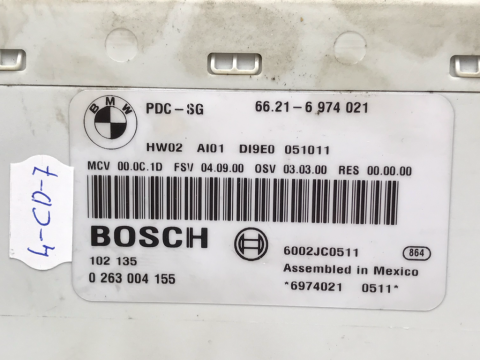 BMW
PDC-SG 66.21-6 974 021
HW02 AI01 DI9E0 051011
MCV 00.0C.1D FSV 04.09.00 OSV 03.03.00 RES 00.00.00
BOSCH
6002JC0511 864
102 135 Assembled in Mexico
0 263 004 155 *6974021 0511*
4-CD-7